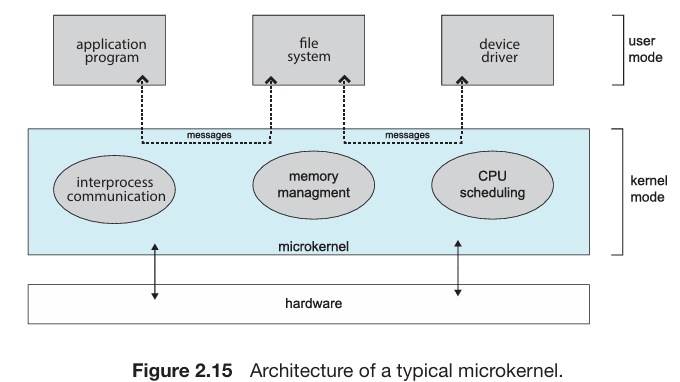 application
program
file
system
device
driver
user
mode
messages
messages
interprocess
communication
memory
managment
CPU
scheduling
kernel
mode
microkernel
hardware
Figure 2.15 Architecture of a typical microkernel.